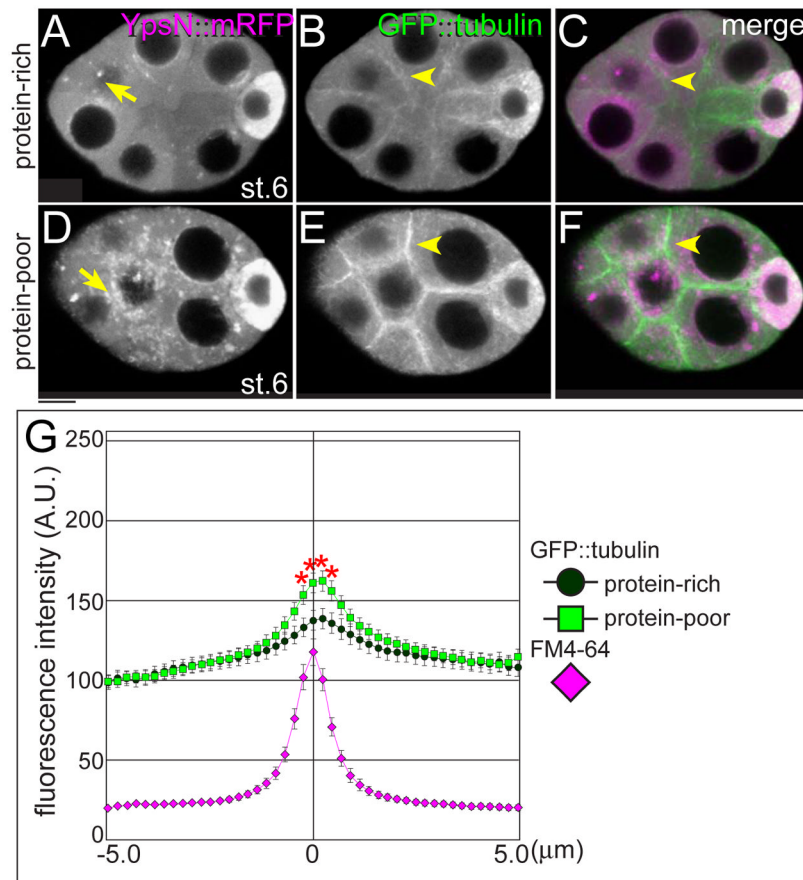 A YpsN::mRFP
B GFP::tubulin
C merge
protein-rich
st.6
D
E
F
protein-poor
st.6
G
fluorescence intensity (A.U.)
250
200
150
100
50
0
-5.0
0
5.0(μm)
* * * *
GFP::tubulin
protein-rich
protein-poor
FM4-64